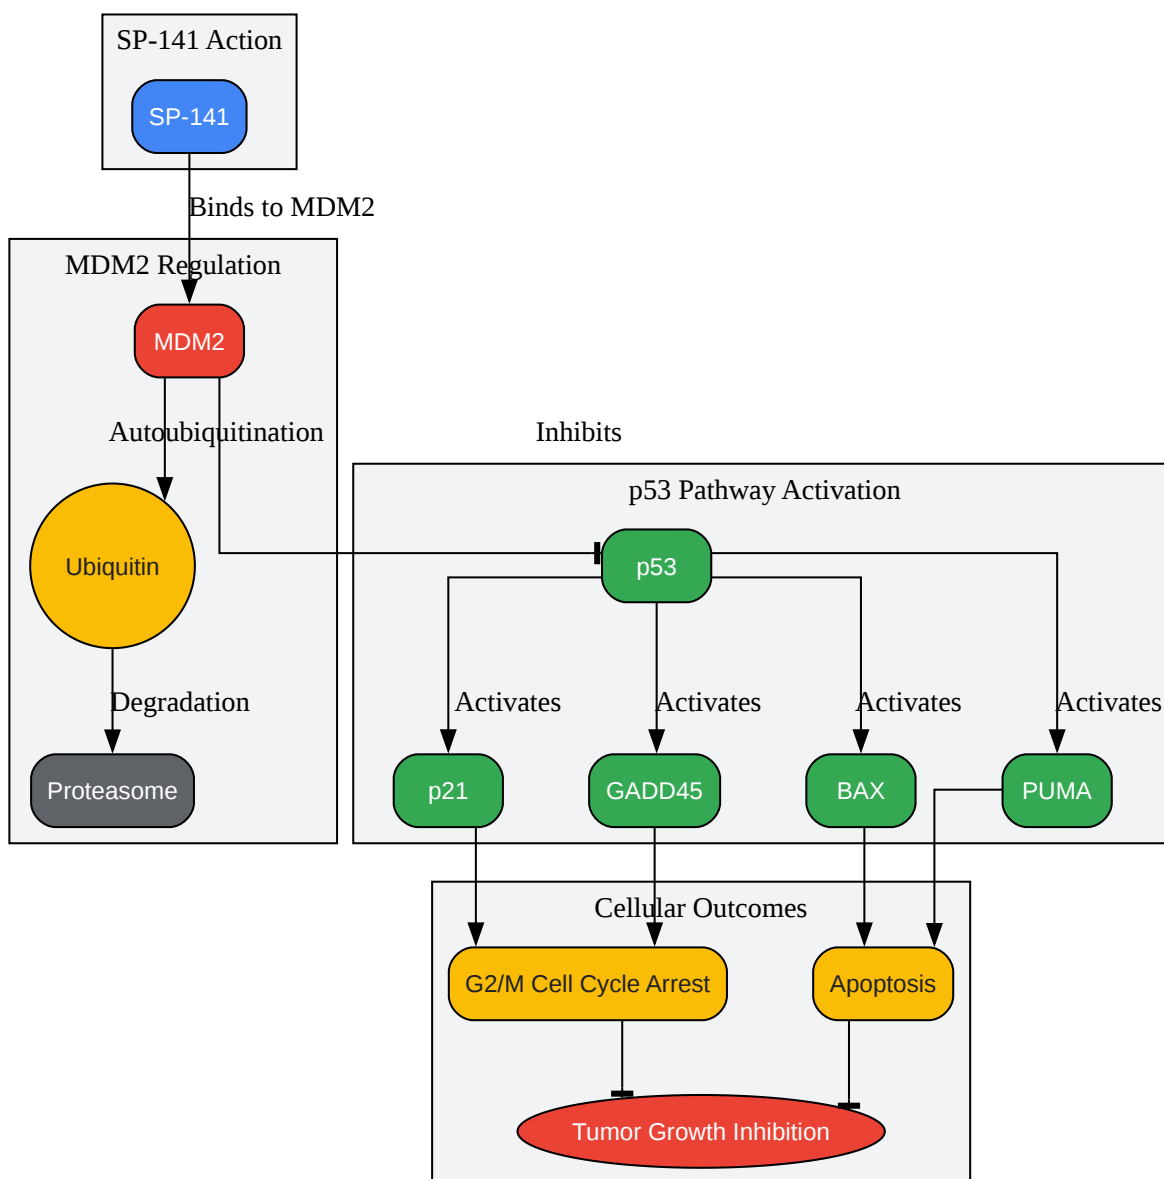 SP-141 Action
SP-141
Binds to MDM2
MDM2 Regulation
MDM2
Autoubiquitination
Inhibits
p53 Pathway Activation
p53
Ubiquitin
Degradation
Activates
Activates
Activates
Activates
Proteasome
p21
GADD45
BAX
PUMA
Cellular Outcomes
G2/M Cell Cycle Arrest
Apoptosis
Tumor Growth Inhibition